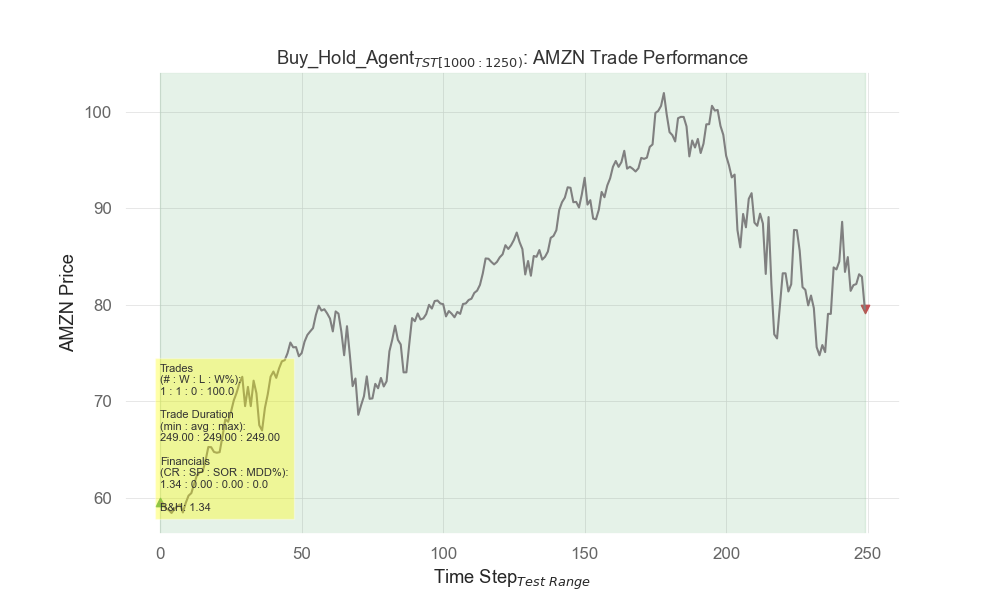 Buy_Hold_Agent TST[1000 : 1250) : AMZN Trade Performance
AMZN Price
100
90
80
70
60
Trades
(# : W : L : W%):
1 : 1 : 0 : 100.0
Trade Duration
(min : avg : max):
249.00 : 249.00 : 249.00
Financials
(CR : SP : SOR : MDD%):
1.34 : 0.00 : 0.00 : 0.0
B&H: 1.34
0 50 100 150 200 250
Time Step Test Range